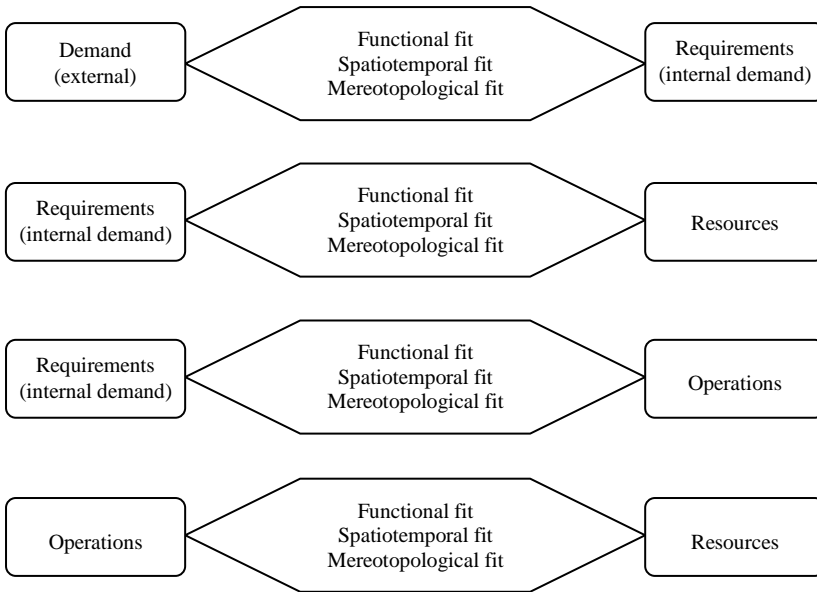 Demand
(external)
Functional fit
Spatiotemporal fit
Mereotopological fit
Requirements
(internal demand)
Requirements
(internal demand)
Functional fit
Spatiotemporal fit
Mereotopological fit
Resources
Requirements
(internal demand)
Functional fit
Spatiotemporal fit
Mereotopological fit
Operations
Operations
Functional fit
Spatiotemporal fit
Mereotopological fit
Resources